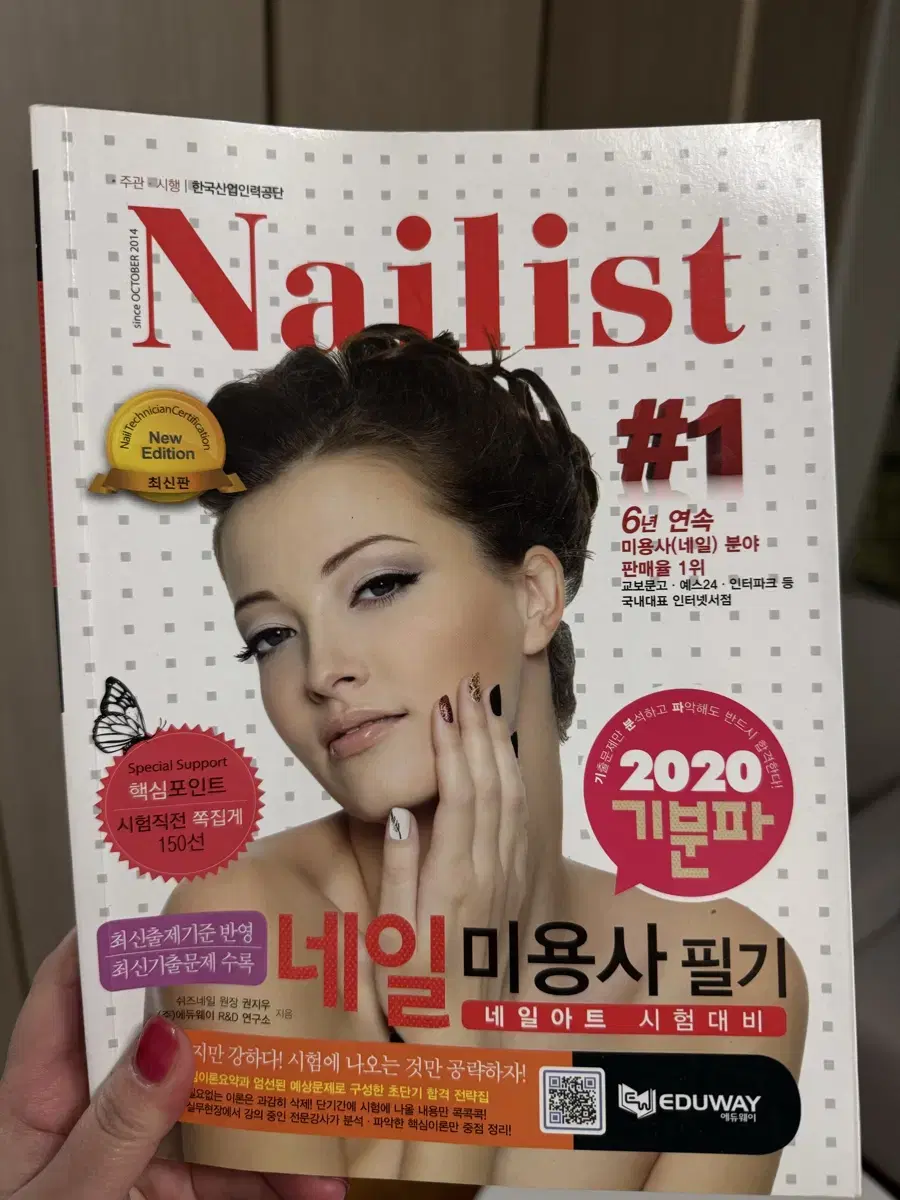 주관·시행 | 한국산업인력공단
since OCTOBER 2014
Nailist
Nail Technician Certification
New
Edition
최신판
#1
6년 연속
미용사(네일) 분야
판매율 1위
교보문고·예스24·인터파크 등
국내대표 인터넷서점
Special Support
핵심포인트
시험직전 쪽집게
150선
기출문제만 분석하고 파악해도 반드시 합격한다!
2020
기분파
최신출제기준 반영
최신기출문제 수록
네일 미용사 필기
네일아트 시험대비
쉬즈네일 원장 권지우
(주)에듀웨이 R&D 연구소 지음
지만 강하다! 시험에 나오는 것만 공략하자!
이론요약과 엄선된 예상문제로 구성한 초단기 합격 전략집
필요없는 이론은 과감히 삭제! 단기간에 시험에 나올 내용만 콕콕콕!
실무현장에서 강의 중인 전문강사가 분석·파악한 핵심이론만 중점 정리!
EDUWAY
에듀웨이